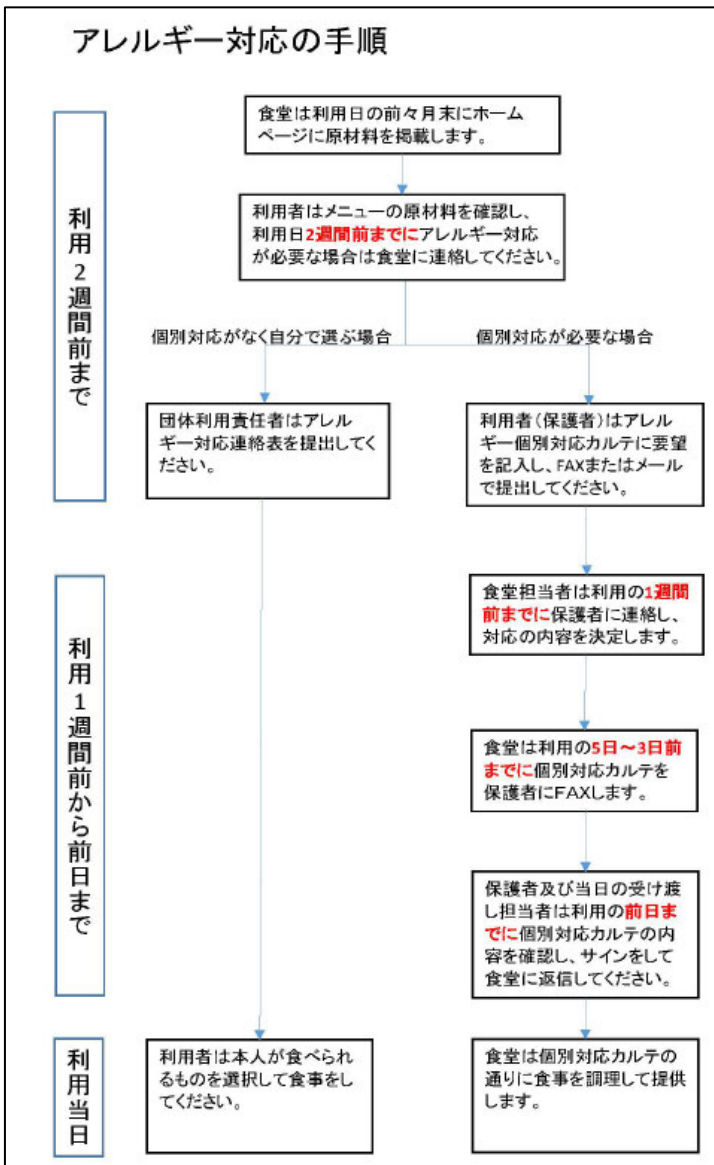 アレルギー対応の手順
利用2週間前まで
食堂は利用日の前々月末にホーム
ページに原材料を掲載します。
利用者はメニューの原材料を確認し、
利用日2週間前までにアレルギー対応
が必要な場合は食堂に連絡してください。
個別対応がなく自分で選ぶ場合
個別対応が必要な場合
団体利用責任者はアレル
ギー対応連絡表を提出してく
ださい。
利用者(保護者)はアレル
ギー個別対応カルテに要望
を記入し、FAXまたはメール
で提出してください。
利用1週間前から前日まで
食堂担当者は利用の1週間
前までに保護者に連絡し、
対応の内容を決定します。
食堂は利用の5日～3日前
までに個別対応カルテを
保護者にFAXします。
保護者及び当日の受け渡
し担当者は利用の前日ま
でに個別対応カルテの内
容を確認し、サインをして
食堂に返信してください。
利用当日
利用者は本人が食べられ
るものを選択して食事をし
てください。
食堂は個別対応カルテの
通りに食事を調理して提供
します。